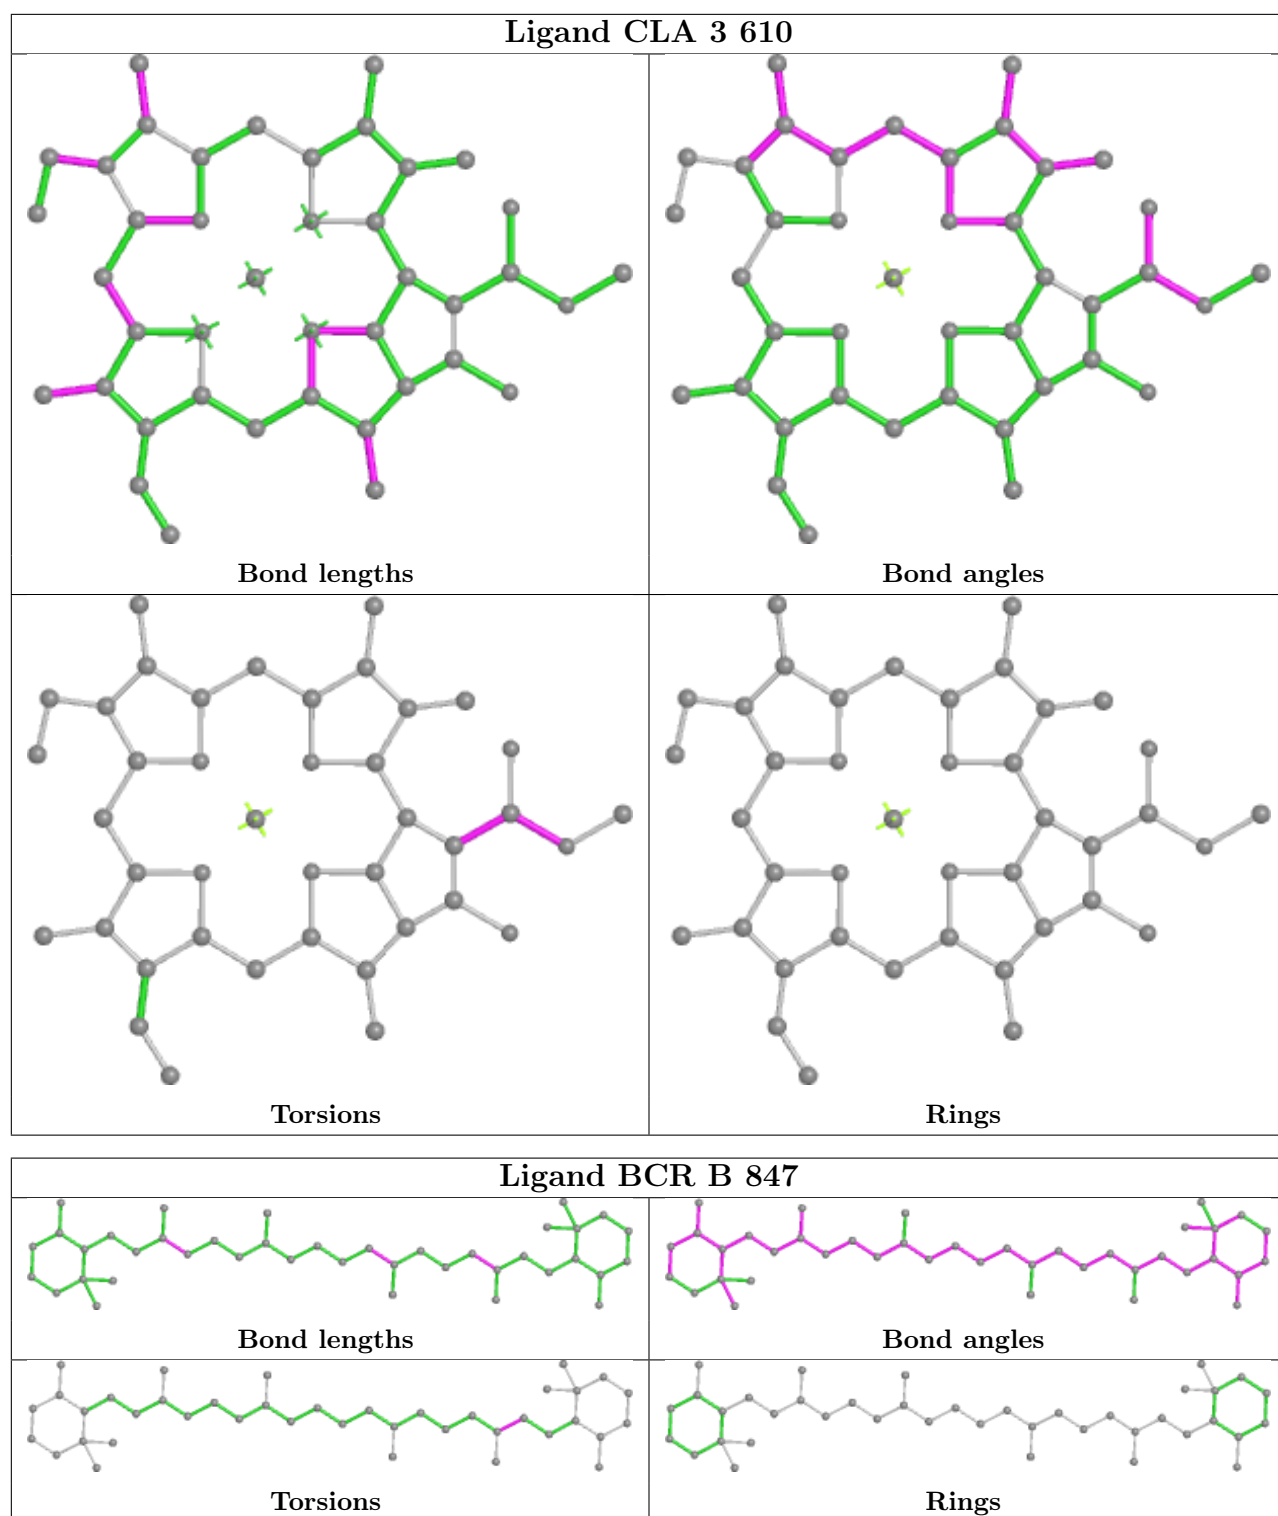 Ligand CLA 3 610
Bond lengths
Bond angles
Torsions
Rings
Ligand BCR B 847
Bond lengths
Bond angles
Torsions
Rings